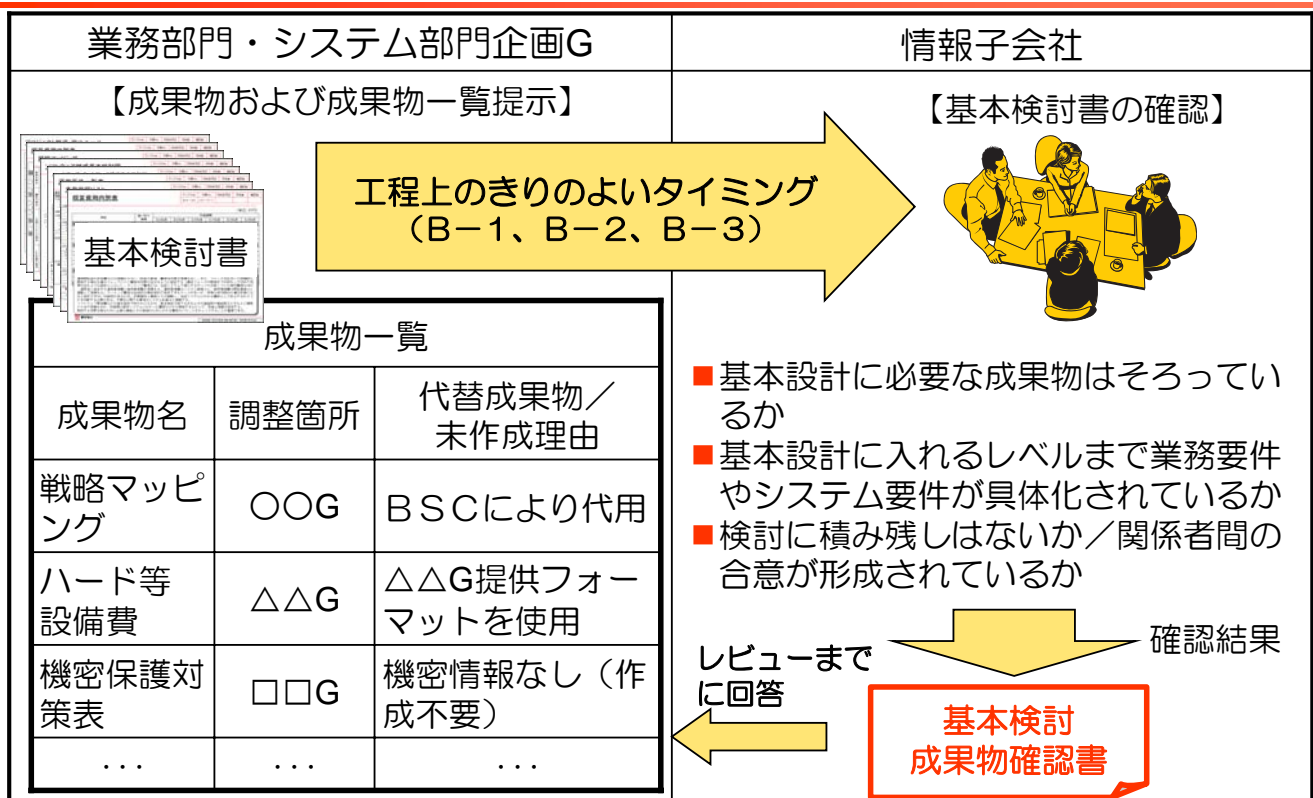 業務部門・システム部門企画G
情報子会社
【成果物および成果物一覧提示】
基本検討書
工程上のきりのよいタイミング
（B－1、B－2、B－3）
【基本検討書の確認】
成果物一覧
成果物名
調整箇所
代替成果物／
未作成理由
戦略マッピ
ング
〇〇G
ＢＳＣにより代用
ハード等
設備費
△△G
△△G提供フォー
マットを使用
機密保護対
策表
□□G
機密情報なし（作
成不要）
...
...
...
■基本設計に必要な成果物はそろってい
るか
■基本設計に入れるレベルまで業務要件
やシステム要件が具体化されているか
■検討に積み残しはないか／関係者間の
合意が形成されているか
確認結果
レビューまで
に回答
基本検討
成果物確認書